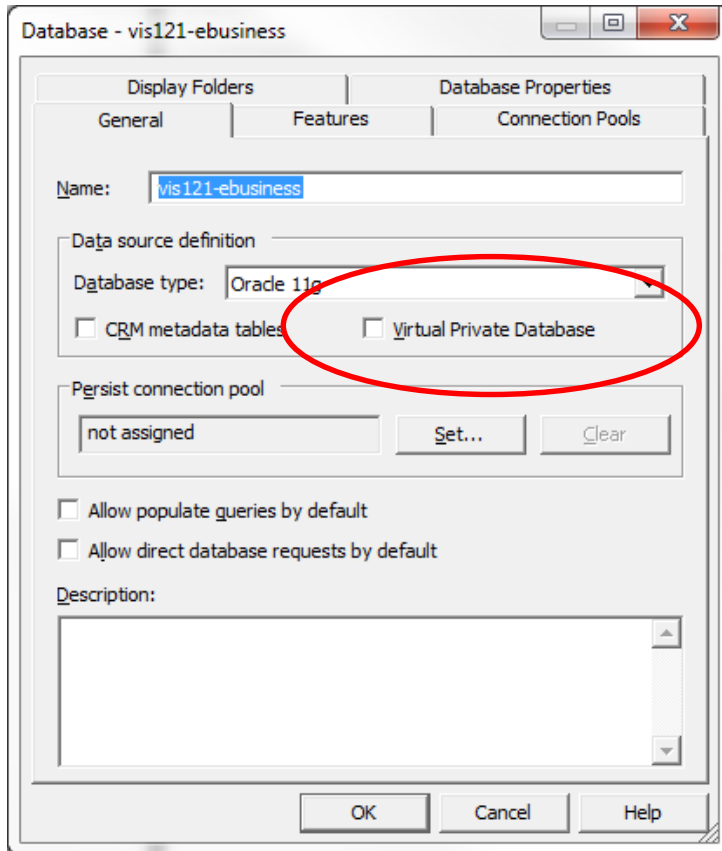 Database - vis121-ebusiness
Display Folders Database Properties
General Features Connection Pools
Name: vis121-ebusiness
Data source definition
Database type: Oracle 11g
CRM metadata tables Virtual Private Database
Persist connection pool
not assigned Set... Clear
Allow populate queries by default
Allow direct database requests by default
Description:
OK Cancel Help